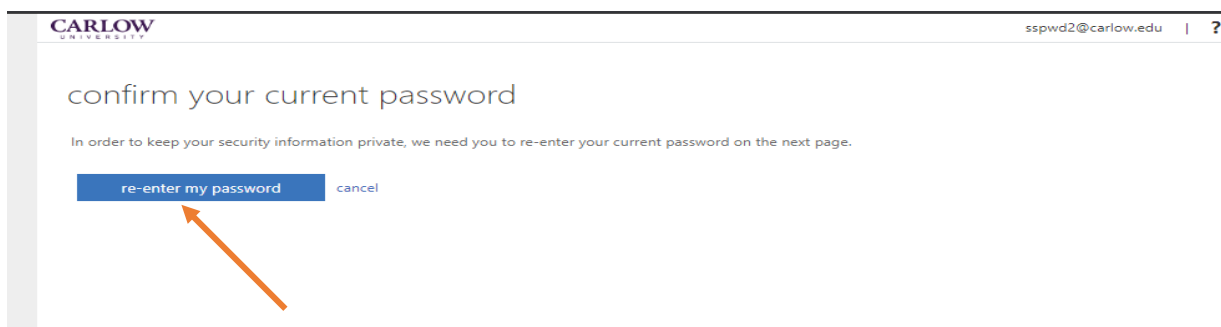 CARLOW
UNIVERSITY
sspwd2@carlow.edu | ?
confirm your current password
In order to keep your security information private, we need you to re-enter your current password on the next page.
re-enter my password cancel